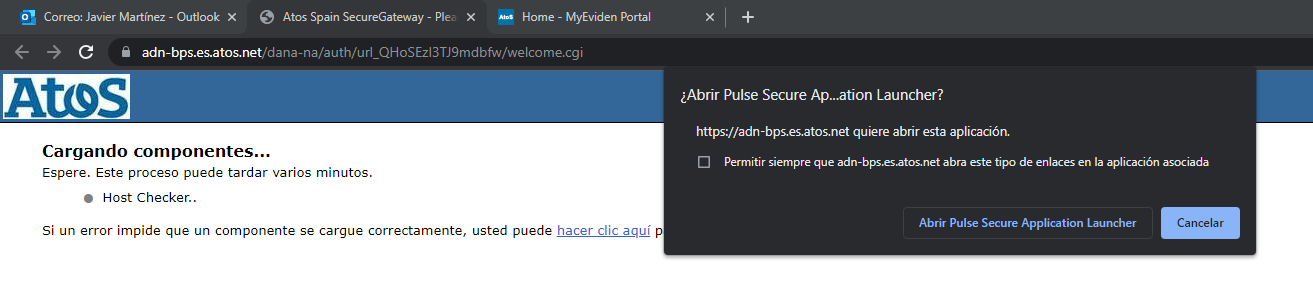 Correo: Javier Martínez - Outlook
Atos Spain SecureGateway - Plea
Atos
Home - MyEviden Portal
adn-bps.es.atos.net/dana-na/auth/url_QHoSEzl3TJ9mdbfw/welcome.cgi
Atos
¿Abrir Pulse Secure Ap...ation Launcher?
https://adn-bps.es.atos.net quiere abrir esta aplicación.
Permitir siempre que adn-bps.es.atos.net abra este tipo de enlaces en la aplicación asociada
Abrir Pulse Secure Application Launcher
Cancelar
Cargando componentes...
Espere. Este proceso puede tardar varios minutos.
Host Checker..
Si un error impide que un componente se cargue correctamente, usted puede hacer clic aquí p